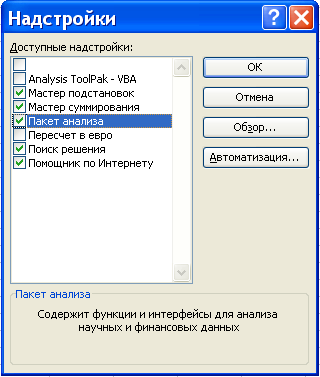 Надстройки
Доступные надстройки:
Analysis ToolPak - VBA
Мастер подстановок
Мастер суммирования
Пакет анализа
Пересчет в евро
Поиск решения
Помощник по Интернету
ОК
Отмена
Обзор...
Автоматизация...
Пакет анализа
Содержит функции и интерфейсы для анализа
научных и финансовых данных